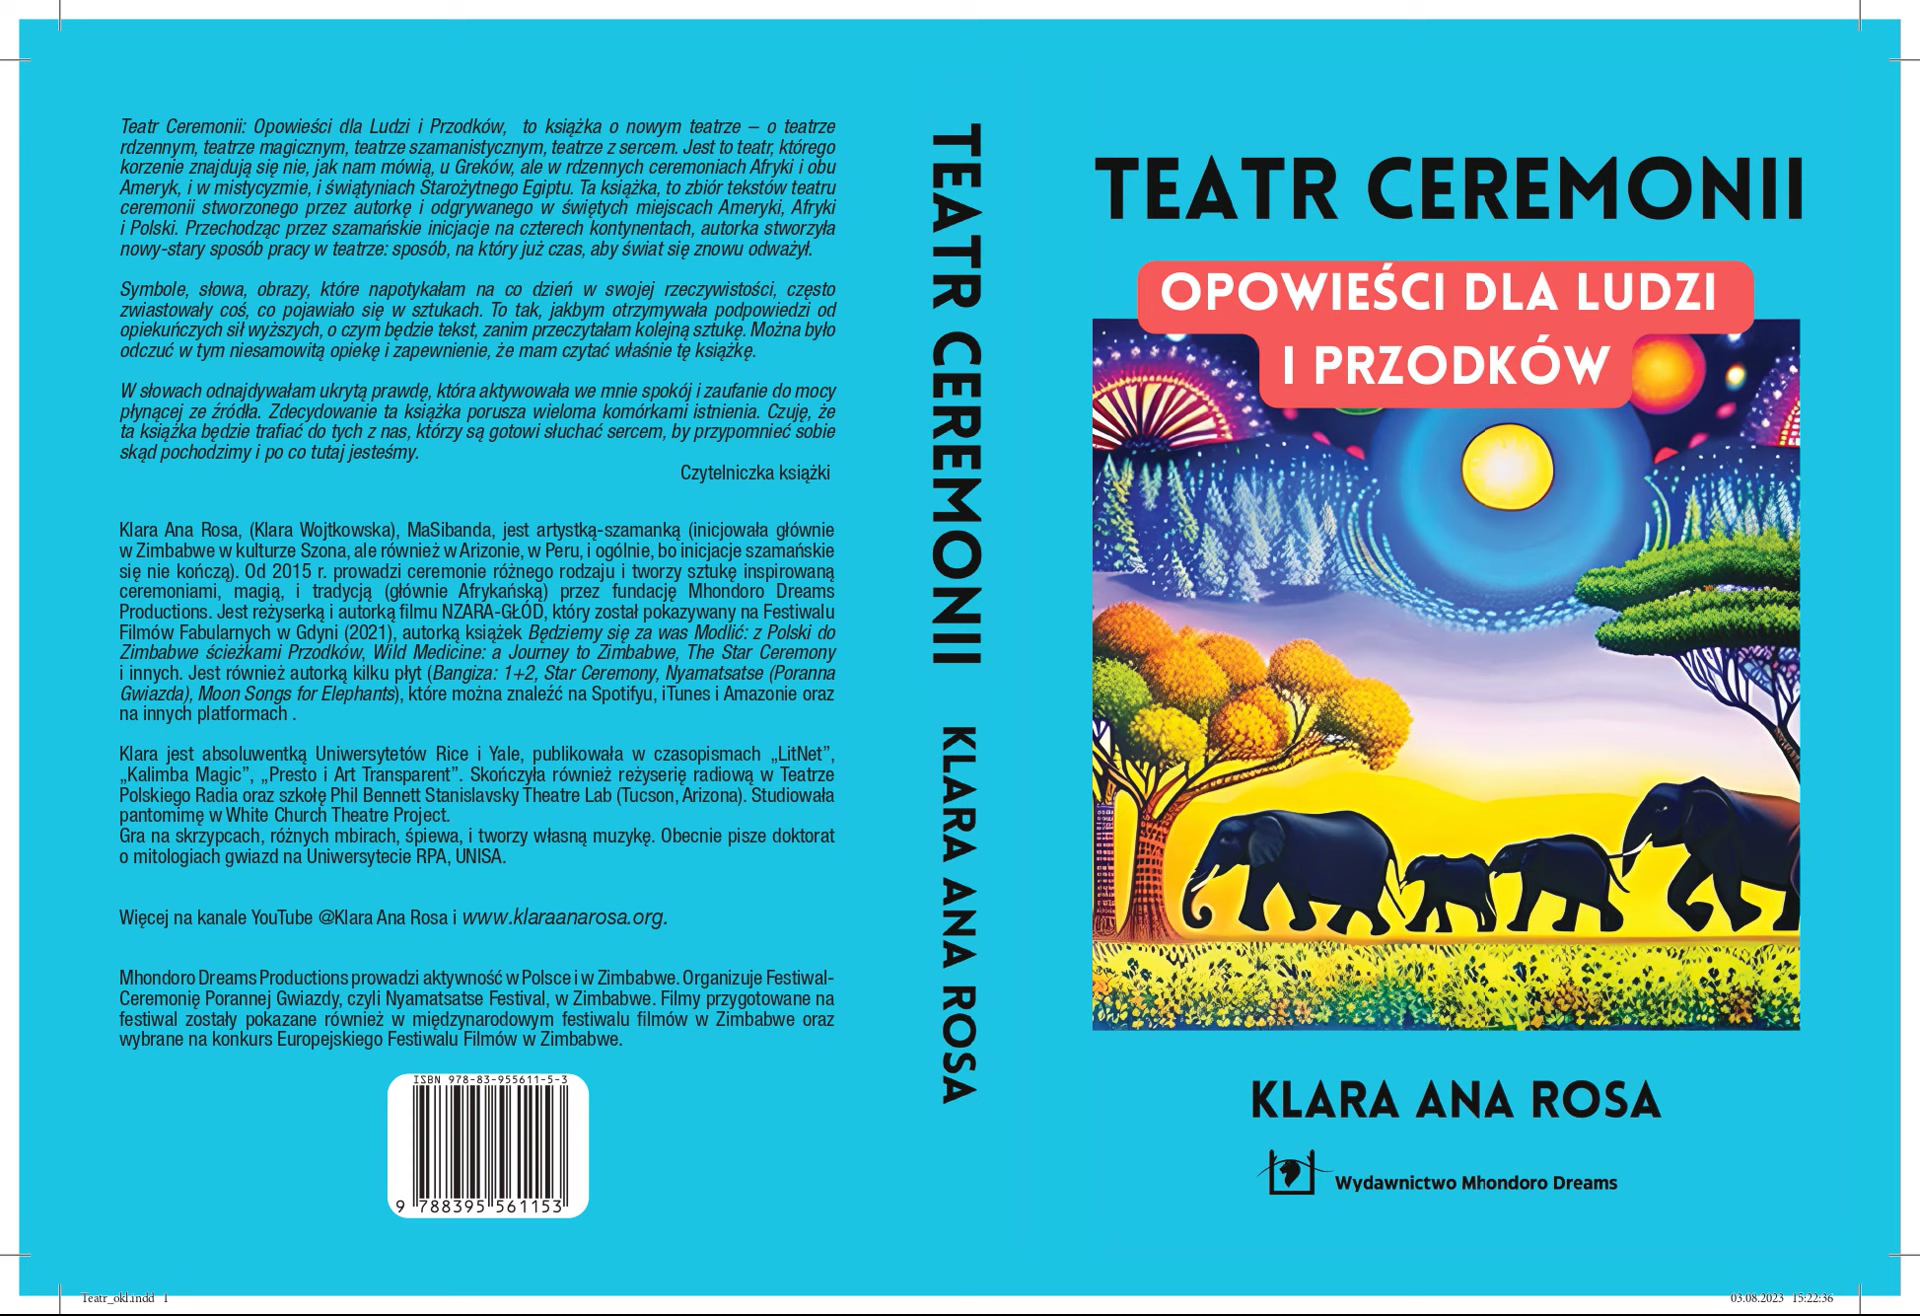 Teatr Ceremonii: Opowieści dla Ludzi i Przodków, to książka o nowym teatrze – o teatrze
rdzennym, teatrze magicznym, teatrze szamanistycznym, teatrze z sercem. Jest to teatr, którego
korzenie znajdują się nie, jak nam mówią, u Greków, ale w rdzennych ceremoniach Afryki i obu
Ameryk, i w mistycyzmie, i świątyniach Starożytnego Egiptu. Ta książka, to zbiór tekstów teatru
ceremonii stworzonego przez autorkę i odgrywanego w świętych miejscach Ameryki, Afryki
i Polski. Przechodząc przez szamańskie inicjacje na czterech kontynentach, autorka stworzyła
nowy-stary sposób pracy w teatrze: sposób, na który już czas, aby świat się znowu odważył.
Symbole, słowa, obrazy, które napotykałam na co dzień w swojej rzeczywistości, często
zwiastowały coś, co pojawiało się w sztukach. To tak, jakbym otrzymywała podpowiedzi od
opiekuńczych sił wyższych, o czym będzie tekst, zanim przeczytałam kolejną sztukę. Można było
odczuć w tym niesamowitą opiekę i zapewnienie, że mam czytać właśnie tę książkę.
W słowach odnajdywałam ukrytą prawdę, która aktywowała we mnie spokój i zaufanie do mocy
płynącej ze źródła. Zdecydowanie ta książka porusza wieloma komórkami istnienia. Czuję, że
ta książka będzie trafiać do tych z nas, którzy są gotowi słuchać sercem, by przypomnieć sobie
skąd pochodzimy i po co tutaj jesteśmy.
Czytelniczka książki
Klara Ana Rosa, (Klara Wojtkowska), MaSibanda, jest artystką-szamanką (inicjowała głównie
w Zimbabwe w kulturze Szona, ale również w Arizonie, w Peru, i ogólnie, bo inicjacje szamańskie
się nie kończą). Od 2015 r. prowadzi ceremonie różnego rodzaju i tworzy sztukę inspirowaną
ceremoniami, magią, i tradycją (głównie Afrykańską) przez fundację Mhondoro Dreams
Productions. Jest reżyserką i autorką filmu NZARA-GŁÓD, który został pokazywany na Festiwalu
Filmów Fabularnych w Gdyni (2021), autorką książek Będziemy się za was Modlić: z Polski do
Zimbabwe ścieżkami Przodków, Wild Medicine: a Journey to Zimbabwe, The Star Ceremony
i innych. Jest również autorką kilku płyt (Bangiza: 1+2, Star Ceremony, Nyamatsatse (Poranna
Gwiazda), Moon Songs for Elephants), które można znaleźć na Spotifyu, iTunes i Amazonie oraz
na innych platformach .
Klara jest absoluwentką Uniwersytetów Rice i Yale, publikowała w czasopismach „LitNet”,
„Kalimba Magic”, „Presto i Art Transparent”. Skończyła również reżyserię radiową w Teatrze
Polskiego Radia oraz szkołę Phil Bennett Stanislavsky Theatre Lab (Tucson, Arizona). Studiowała
pantomimę w White Church Theatre Project.
Gra na skrzypcach, różnych mbirach, śpiewa, i tworzy własną muzykę. Obecnie pisze doktorat
o mitologiach gwiazd na Uniwersytecie RPA, UNISA.
Więcej na kanale YouTube @Klara Ana Rosa i www.klaraanarosa.org.
Mhondoro Dreams Productions prowadzi aktywność w Polsce i w Zimbabwe. Organizuje Festiwal-
Ceremonię Porannej Gwiazdy, czyli Nyamatsatse Festival, w Zimbabwe. Filmy przygotowane na
festiwal zostały pokazane również w międzynarodowym festiwalu filmów w Zimbabwe oraz
wybrane na konkurs Europejskiego Festiwalu Filmów w Zimbabwe.
ISBN 978-83-955611-5-3
9 788395 561153
TEATR CEREMONII KLARA ANA ROSA
TEATR CEREMONII
OPOWIEŚCI DLA LUDZI
I PRZODKÓW
KLARA ANA ROSA
Wydawnictwo Mhondoro Dreams
Teatr_okl.indd 1
03.08.2023 15:22:36